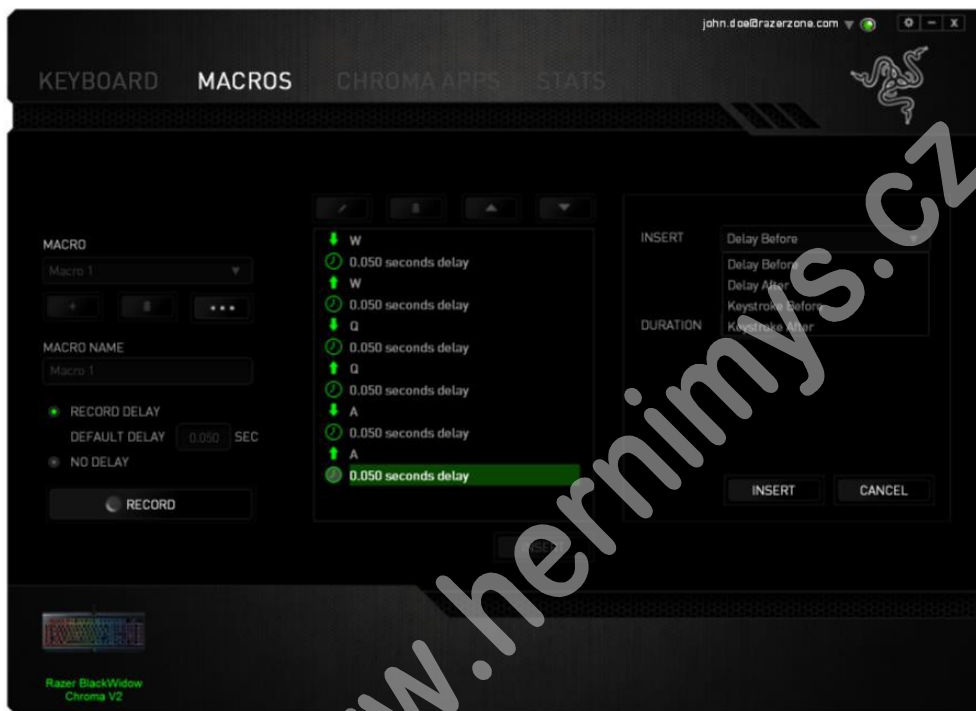 john.doe@razerzone.com
KEYBOARD MACROS CHROMA APPS STATS
MACRO
Macro 1
MACRO NAME
Macro 1
RECORD DELAY
DEFAULT DELAY 0.050 SEC
NO DELAY
RECORD
W
0.050 seconds delay
W
0.050 seconds delay
Q
0.050 seconds delay
Q
0.050 seconds delay
A
0.050 seconds delay
A
0.050 seconds delay
INSERT
INSERT Delay Before
Delay Before
Delay After
Keystroke Before
Keystroke After
DURATION
INSERT CANCEL
Razer BlackWidow
Chroma V2
www.hernimys.cz